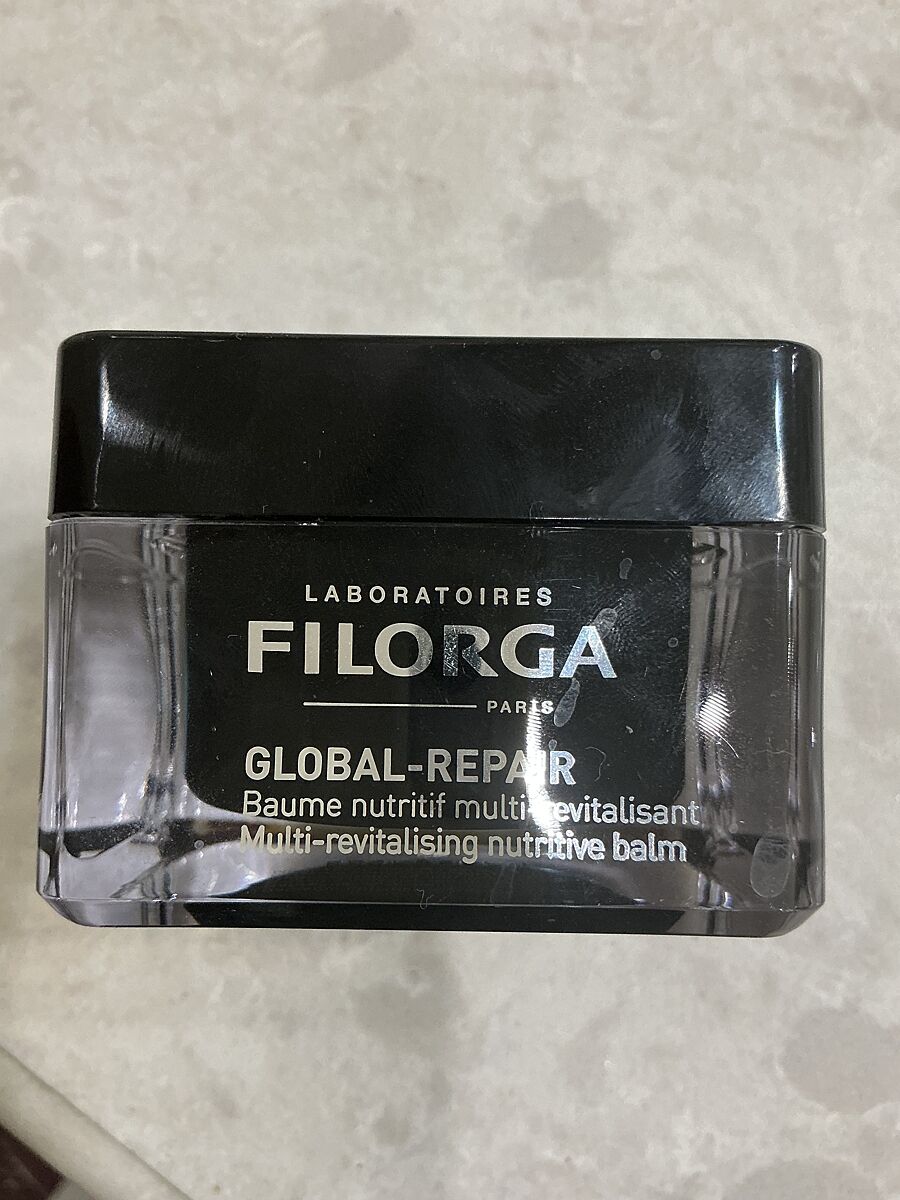 LABORATOIRES
FILORGA
PARIS
GLOBAL-REPAIR
Baume nutritif multi-revitalisant
Multi-revitalising nutritive balm